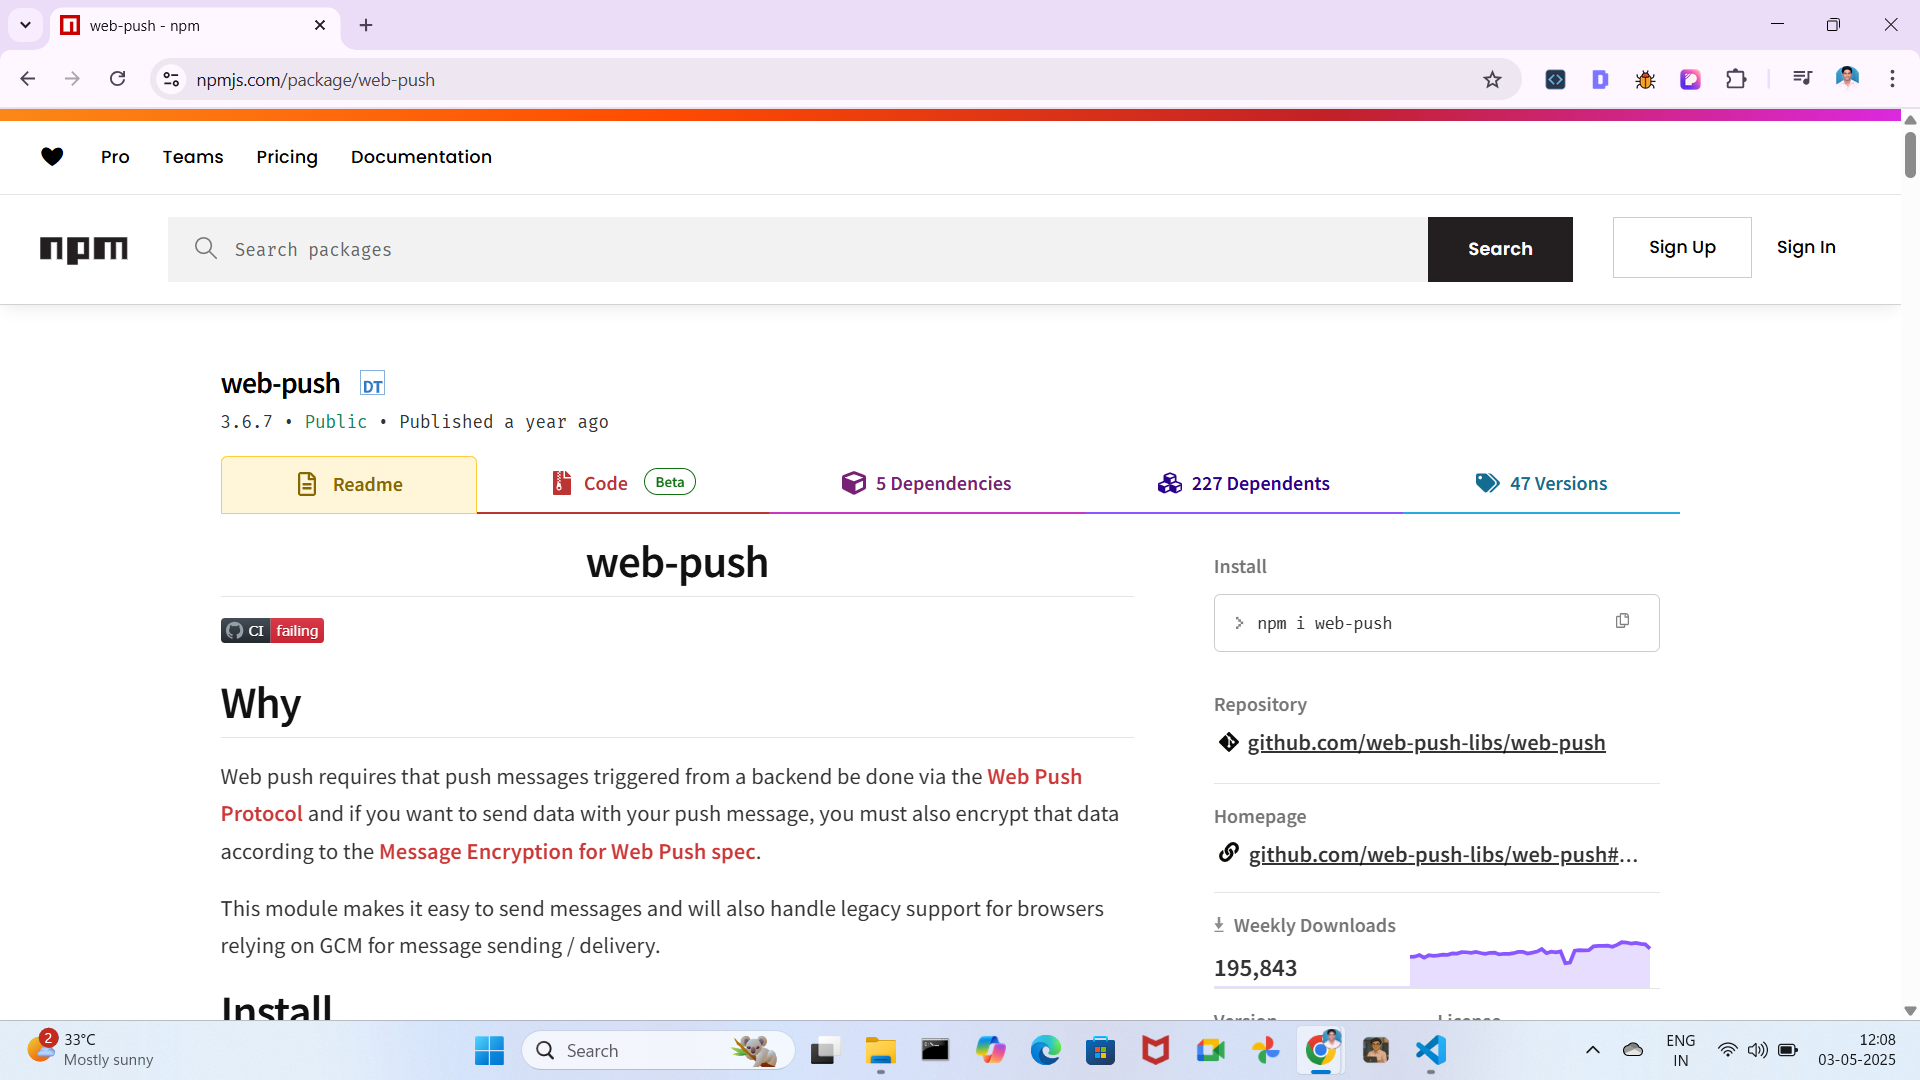 web-push - npm
npmjs.com/package/web-push
Pro Teams Pricing Documentation
npm
Search packages
Search
Sign Up
Sign In
web-push DT
3.6.7 • Public • Published a year ago
Readme
Code Beta
5 Dependencies
227 Dependents
47 Versions
web-push
CI failing
Why
Web push requires that push messages triggered from a backend be done via the Web Push
Protocol and if you want to send data with your push message, you must also encrypt that data
according to the Message Encryption for Web Push spec.
This module makes it easy to send messages and will also handle legacy support for browsers
relying on GCM for message sending / delivery.
Install
Install
> npm i web-push
Repository
github.com/web-push-libs/web-push
Homepage
github.com/web-push-libs/web-push#...
Weekly Downloads
195,843
Version License
2
33°C
Mostly sunny
Search
ENG
IN
12:08
03-05-2025